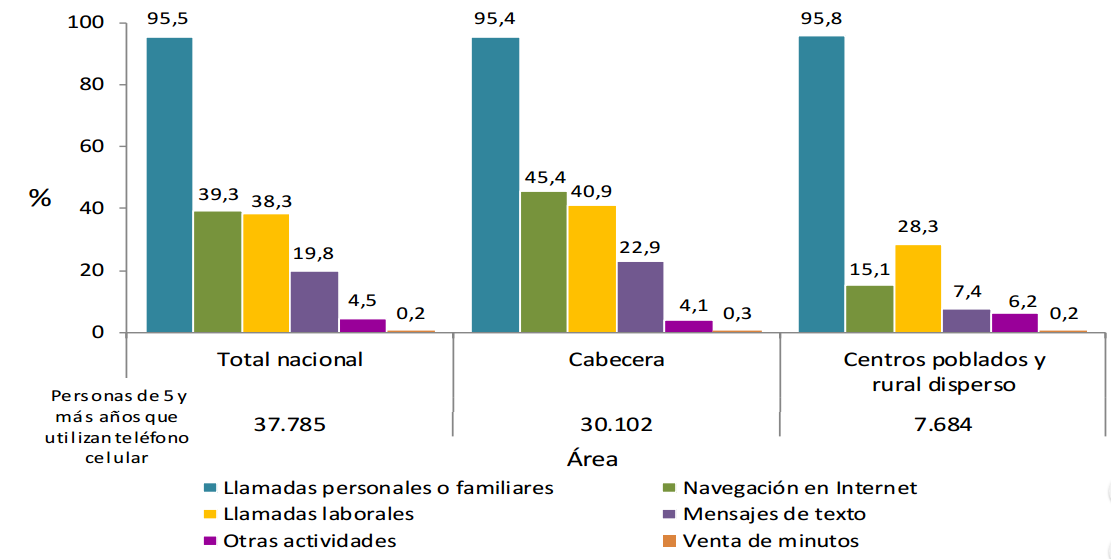 100
80
60
40
20
0
%
95,5
39,3
38,3
19,8
4,5
0,2
95,4
45,4
40,9
22,9
4,1
0,3
95,8
15,1
28,3
7,4
6,2
0,2
Total nacional
Cabecera
Centros poblados y
rural disperso
Personas de 5 y
más años que
utilizan teléfono
celular
37.785
30.102
7.684
Área
Llamadas personales o familiares
Navegación en Internet
Llamadas laborales
Mensajes de texto
Otras actividades
Venta de minutos